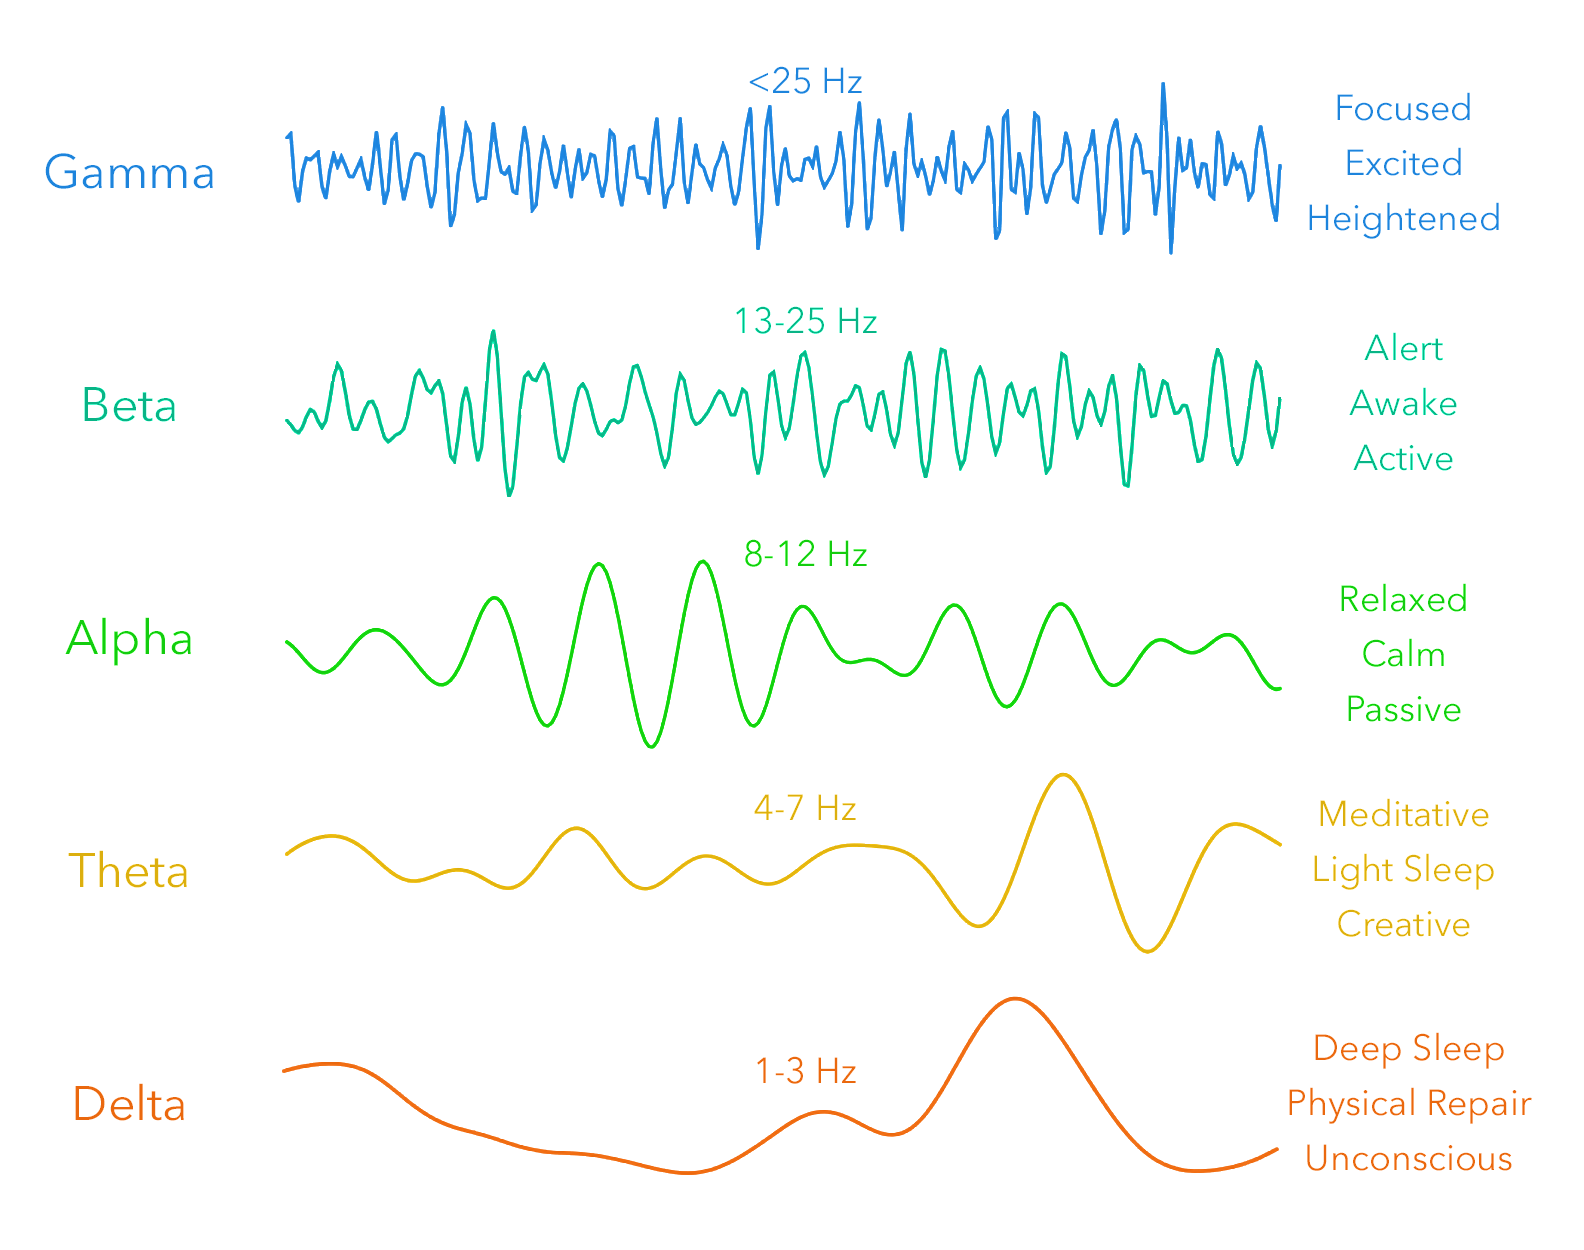 Gamma
<25 Hz
Focused
Excited
Heightened
Beta
13-25 Hz
Alert
Awake
Active
Alpha
8-12 Hz
Relaxed
Calm
Passive
Theta
4-7 Hz
Meditative
Light Sleep
Creative
Delta
1-3 Hz
Deep Sleep
Physical Repair
Unconscious